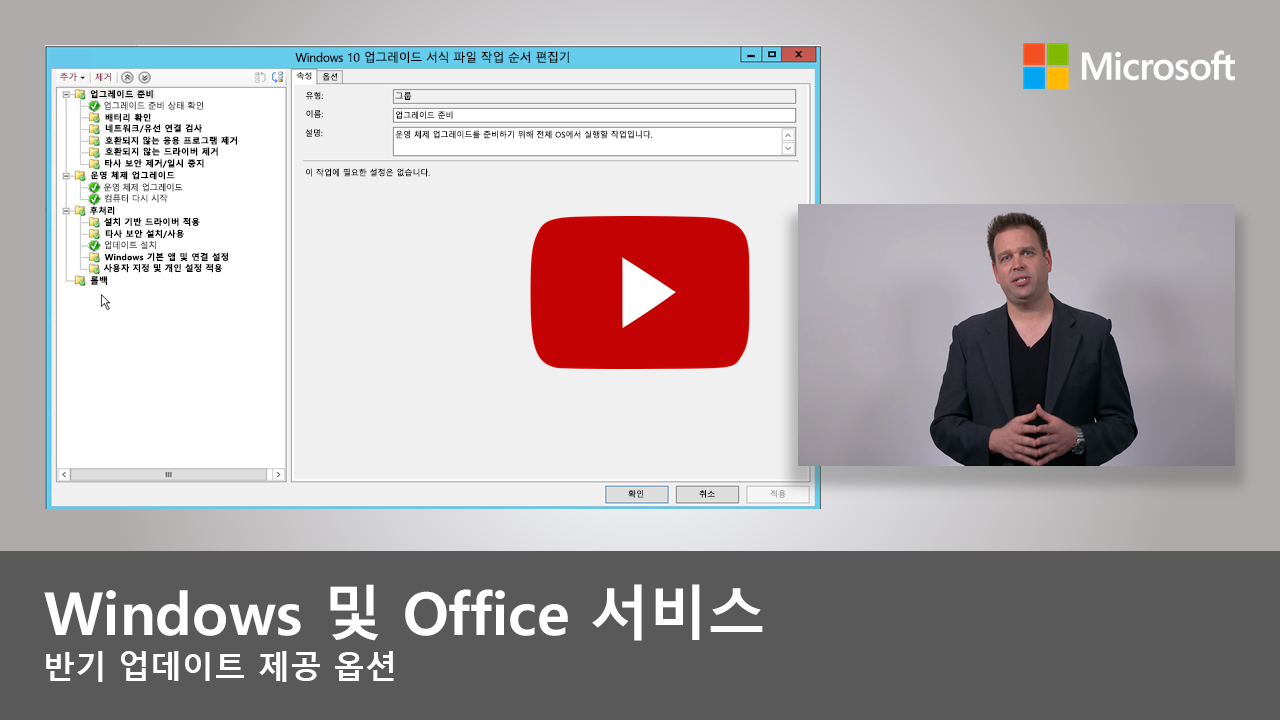 Windows 10 업그레이드 서식 파일 작업 순서 편집기
Microsoft
추가
제거
속성
옵션
업그레이드 준비
업그레이드 준비 상태 확인
배터리 확인
네트워크/유선 연결 검사
호환되지 않는 응용 프로그램 제거
호환되지 않는 드라이버 제거
타사 보안 제거/일시 중지
운영 체제 업그레이드
운영 체제 업그레이드
컴퓨터 다시 시작
후처리
설치 기반 드라이버 적용
타사 보안 설치/사용
업데이트 설치
Windows 기본 앱 및 연결 설정
사용자 지정 및 개인 설정 적용
롤백
유형:
그룹
이름:
업그레이드 준비
설명:
운영 체제 업그레이드를 준비하기 위해 전체 OS에서 실행할 작업입니다.
이 작업에 필요한 설정은 없습니다.
확인
취소
적용
Windows 및 Office 서비스
반기 업데이트 제공 옵션